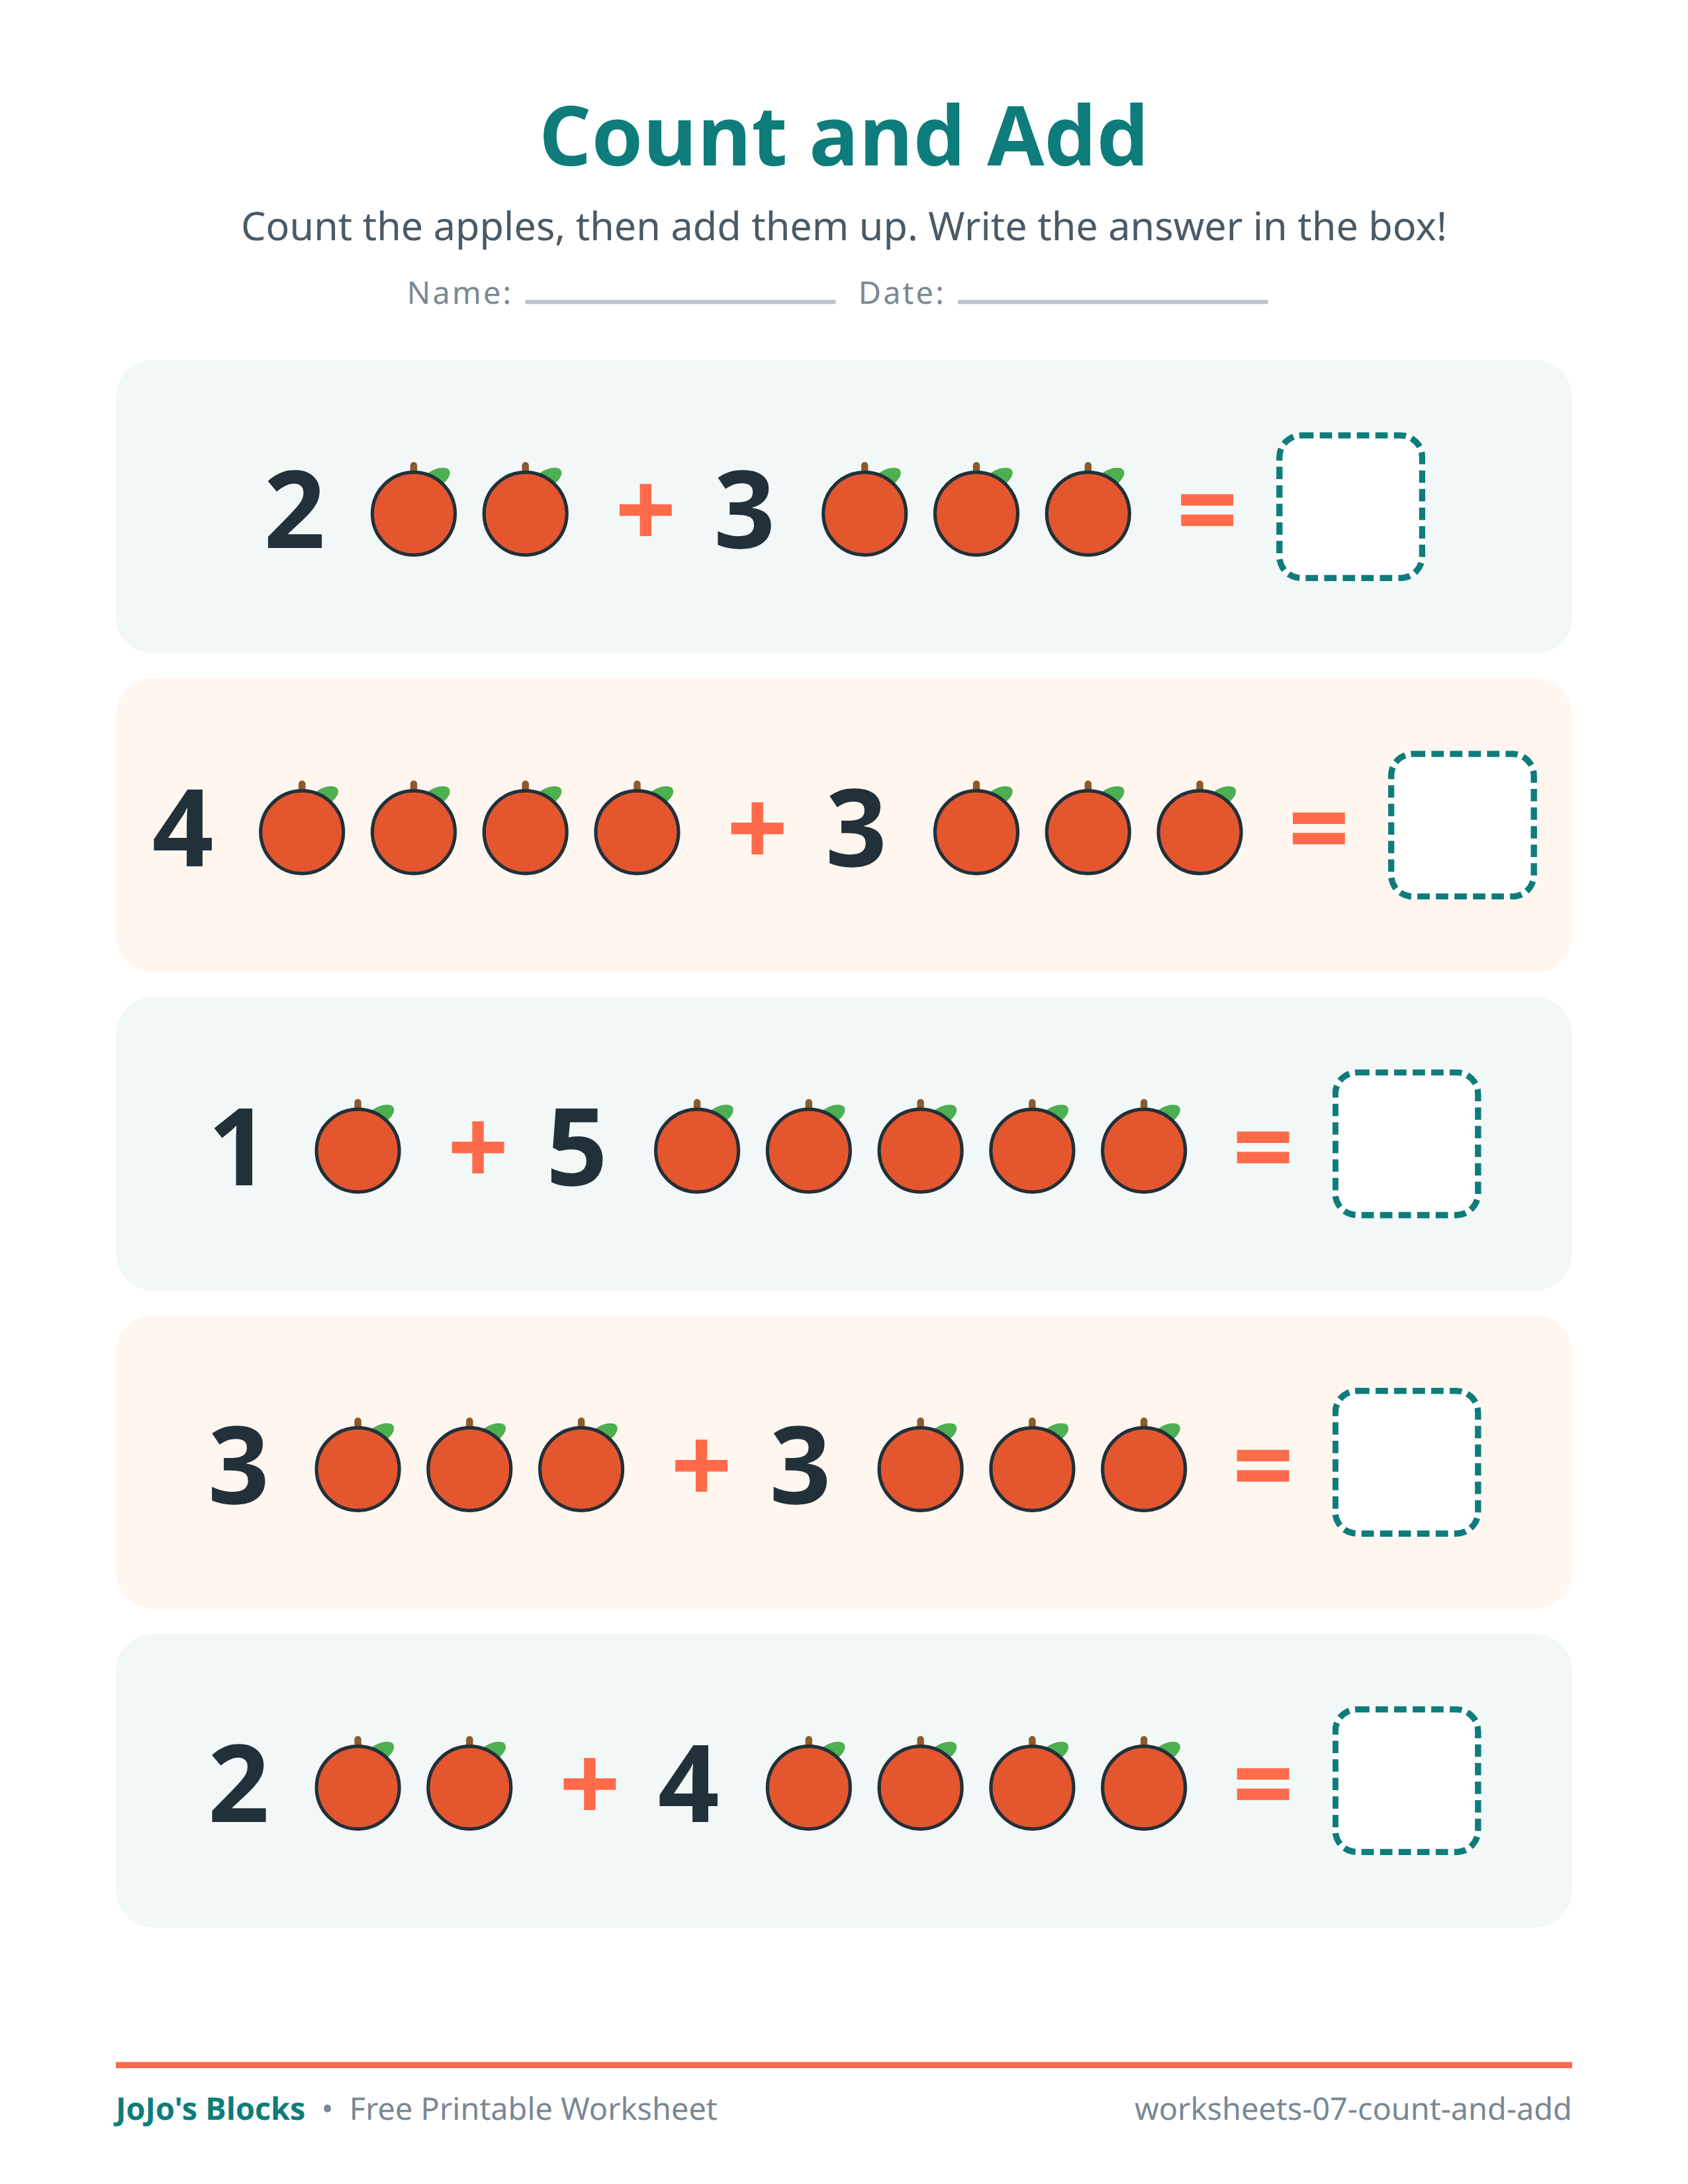 Count and Add
Count the apples, then add them up. Write the answer in the box!
Name: Date:
2 + 3 =
4 + 3 =
1 + 5 =
3 + 3 =
2 + 4 =
JoJo's Blocks • Free Printable Worksheet worksheets-07-count-and-add